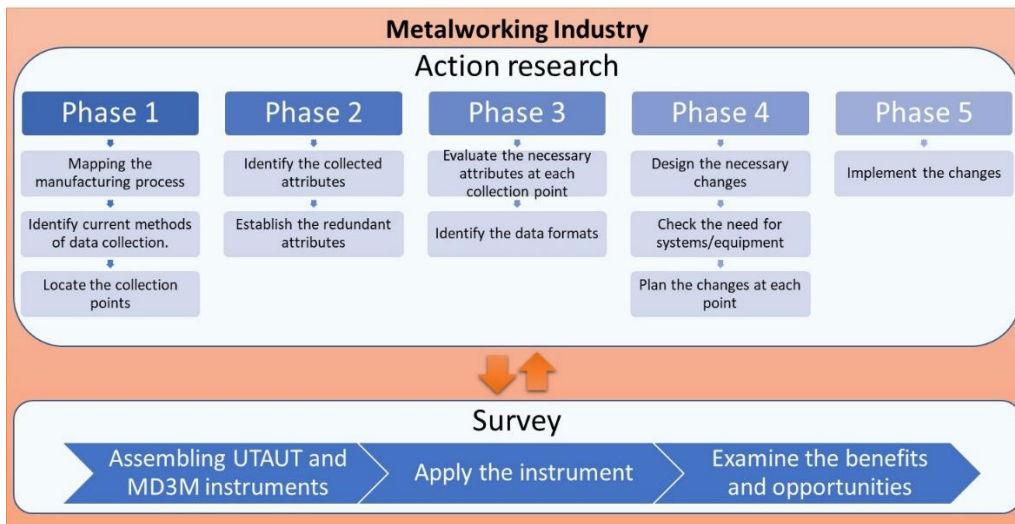 Metalworking Industry
Action research
Phase 1
Mapping the
manufacturing process
Identify current methods
of data collection.
Locate the collection
points
Phase 2
Identify the collected
attributes
Establish the redundant
attributes
Phase 3
Evaluate the necessary
attributes at each
collection point
Identify the data formats
Phase 4
Design the necessary
changes
Check the need for
systems/equipment
Plan the changes at each
point
Phase 5
Implement the changes
Survey
Assembling UTAUT and
MD3M instruments
Apply the instrument
Examine the benefits
and opportunities